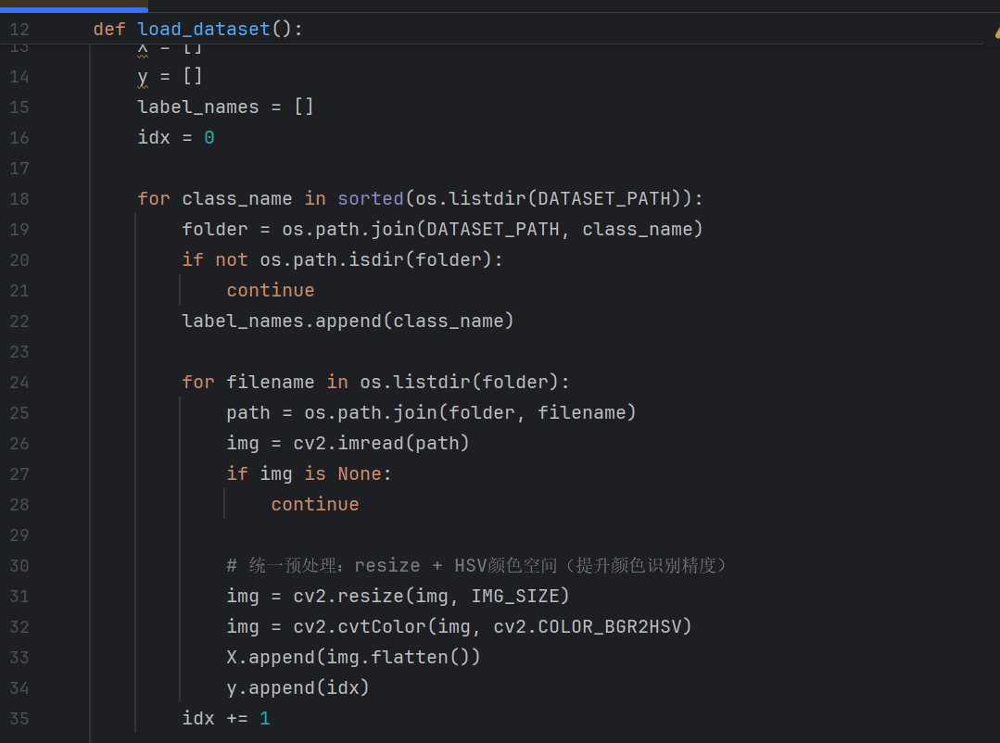 12 def load_dataset():
13 X = []
14 y = []
15 label_names = []
16 idx = 0
17
18 for class_name in sorted(os.listdir(DATASET_PATH)):
19 folder = os.path.join(DATASET_PATH, class_name)
20 if not os.path.isdir(folder):
21 continue
22 label_names.append(class_name)
23
24 for filename in os.listdir(folder):
25 path = os.path.join(folder, filename)
26 img = cv2.imread(path)
27 if img is None:
28 continue
29
30 # 统一预处理：resize + HSV颜色空间（提升颜色识别精度）
31 img = cv2.resize(img, IMG_SIZE)
32 img = cv2.cvtColor(img, cv2.COLOR_BGR2HSV)
33 X.append(img.flatten())
34 y.append(idx)
35 idx += 1